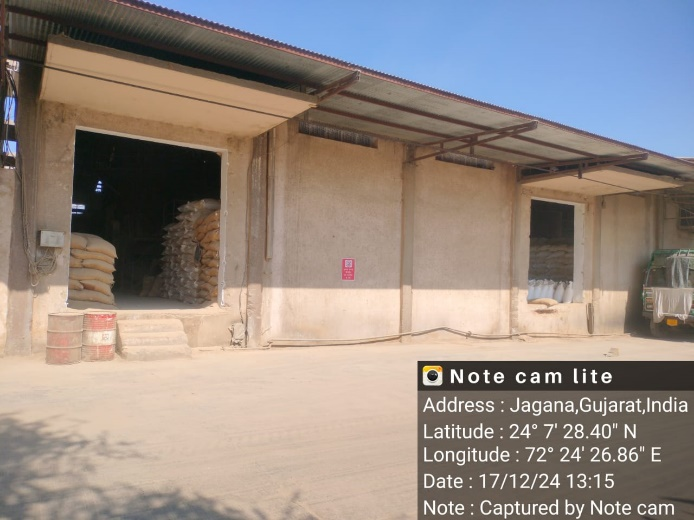 Note cam lite
Address : Jagana,Gujarat,India
Latitude : 24° 7' 28.40" N
Longitude : 72° 24' 26.86" E
Date : 17/12/24 13:15
Note : Captured by Note cam